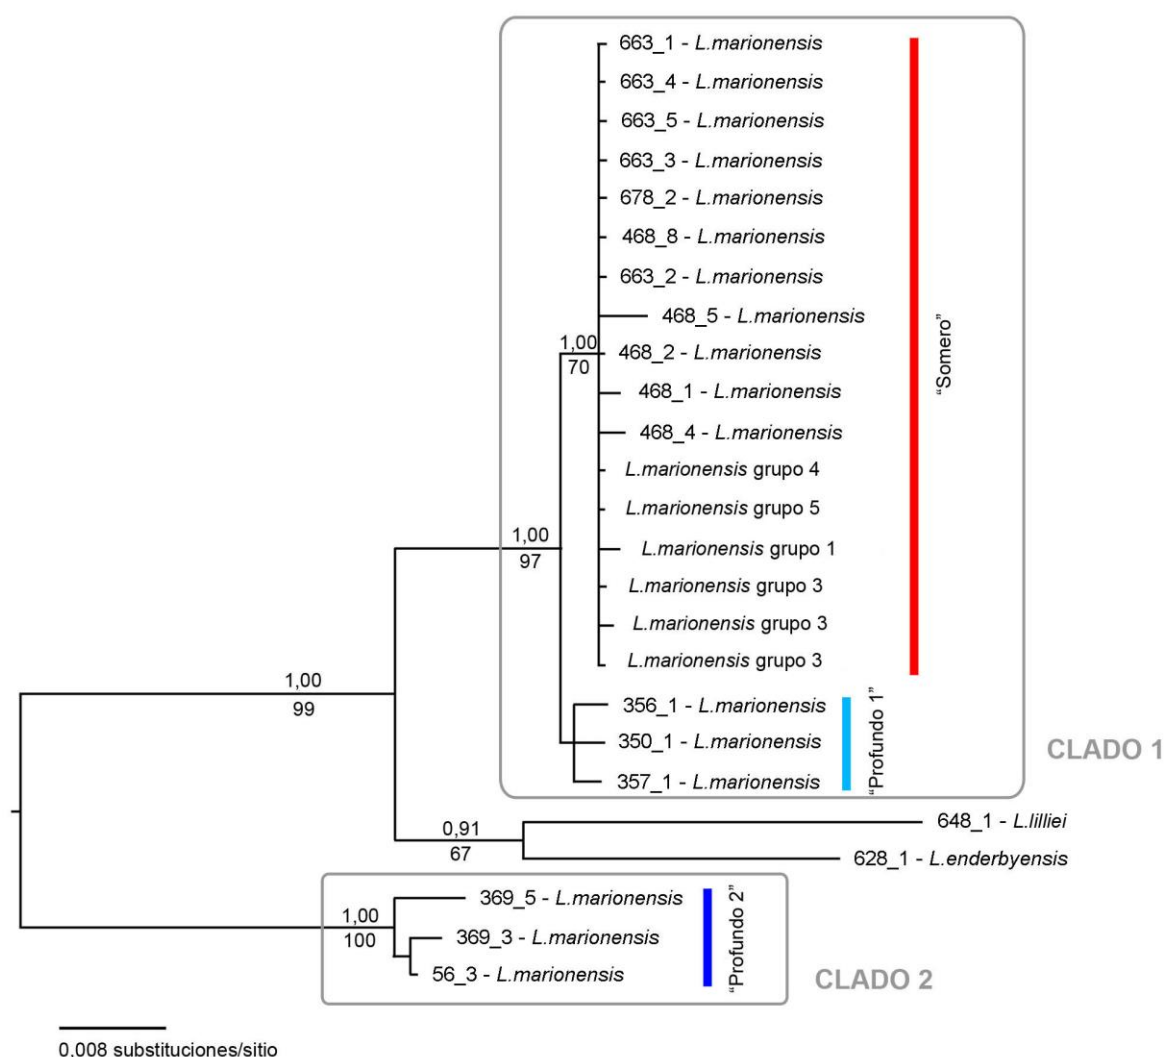 663_1 - L.marionensis
663_4 - L.marionensis
663_5 - L.marionensis
663_3 - L.marionensis
678_2 - L.marionensis
468_8 - L.marionensis
663_2 - L.marionensis
468_5 - L.marionensis
1,00
70
468_2 - L.marionensis
468_1 - L.marionensis
468_4 - L.marionensis
L.marionensis grupo 4
L.marionensis grupo 5
1,00
97
L.marionensis grupo 1
L.marionensis grupo 3
L.marionensis grupo 3
L.marionensis grupo 3
"Somero"
1,00
99
356_1 - L.marionensis
350_1 - L.marionensis
357_1 - L.marionensis
"Profundo 1"
CLADO 1
648_1 - L.lilliei
0,91
67
628_1 - L.enderbyensis
369_5 - L.marionensis
1,00
100
369_3 - L.marionensis
56_3 - L.marionensis
"Profundo 2"
CLADO 2
0,008 substituciones/sitio